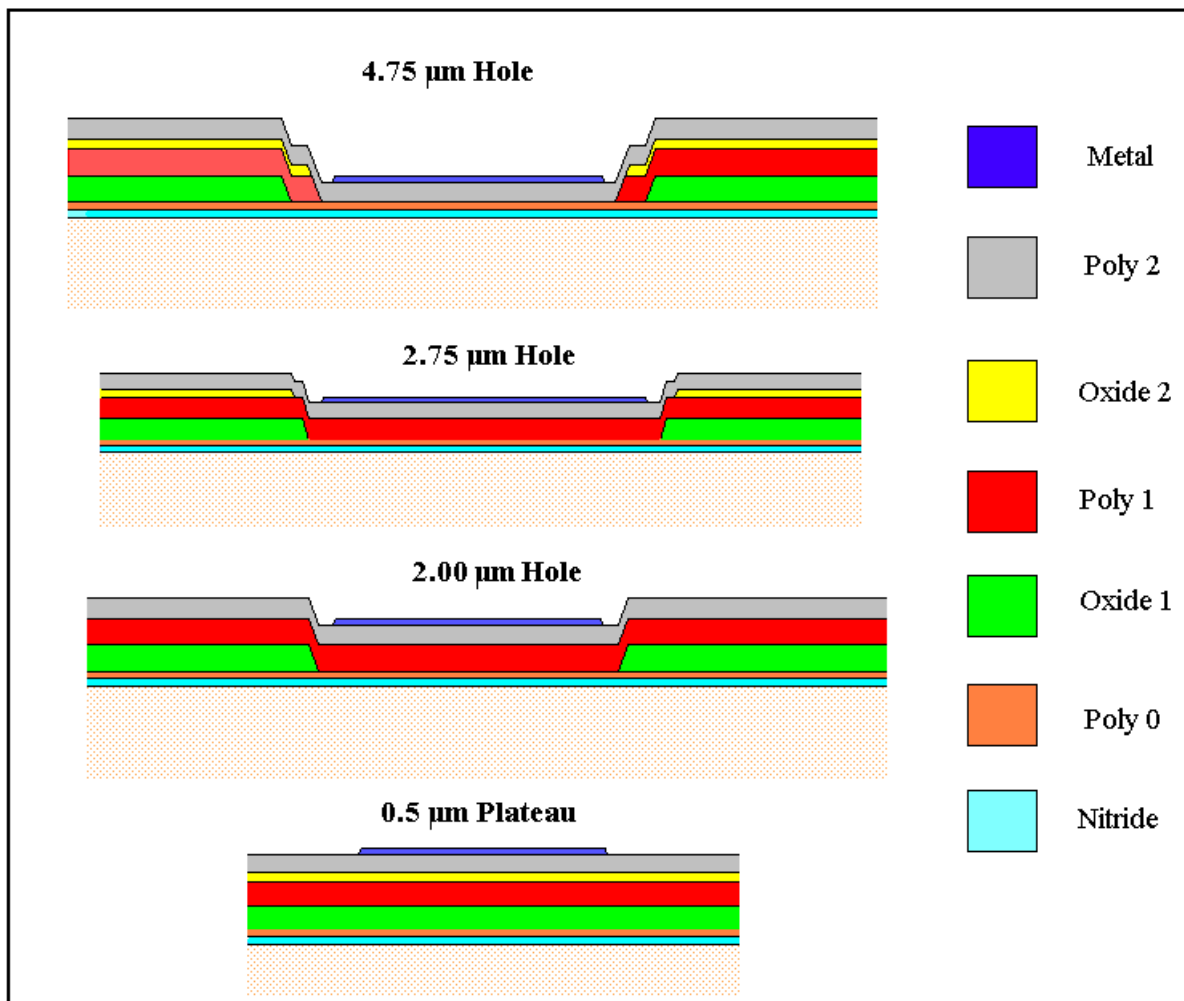 4.75 μm Hole
2.75 μm Hole
2.00 μm Hole
0.5 μm Plateau
Metal
Poly 2
Oxide 2
Poly 1
Oxide 1
Poly 0
Nitride